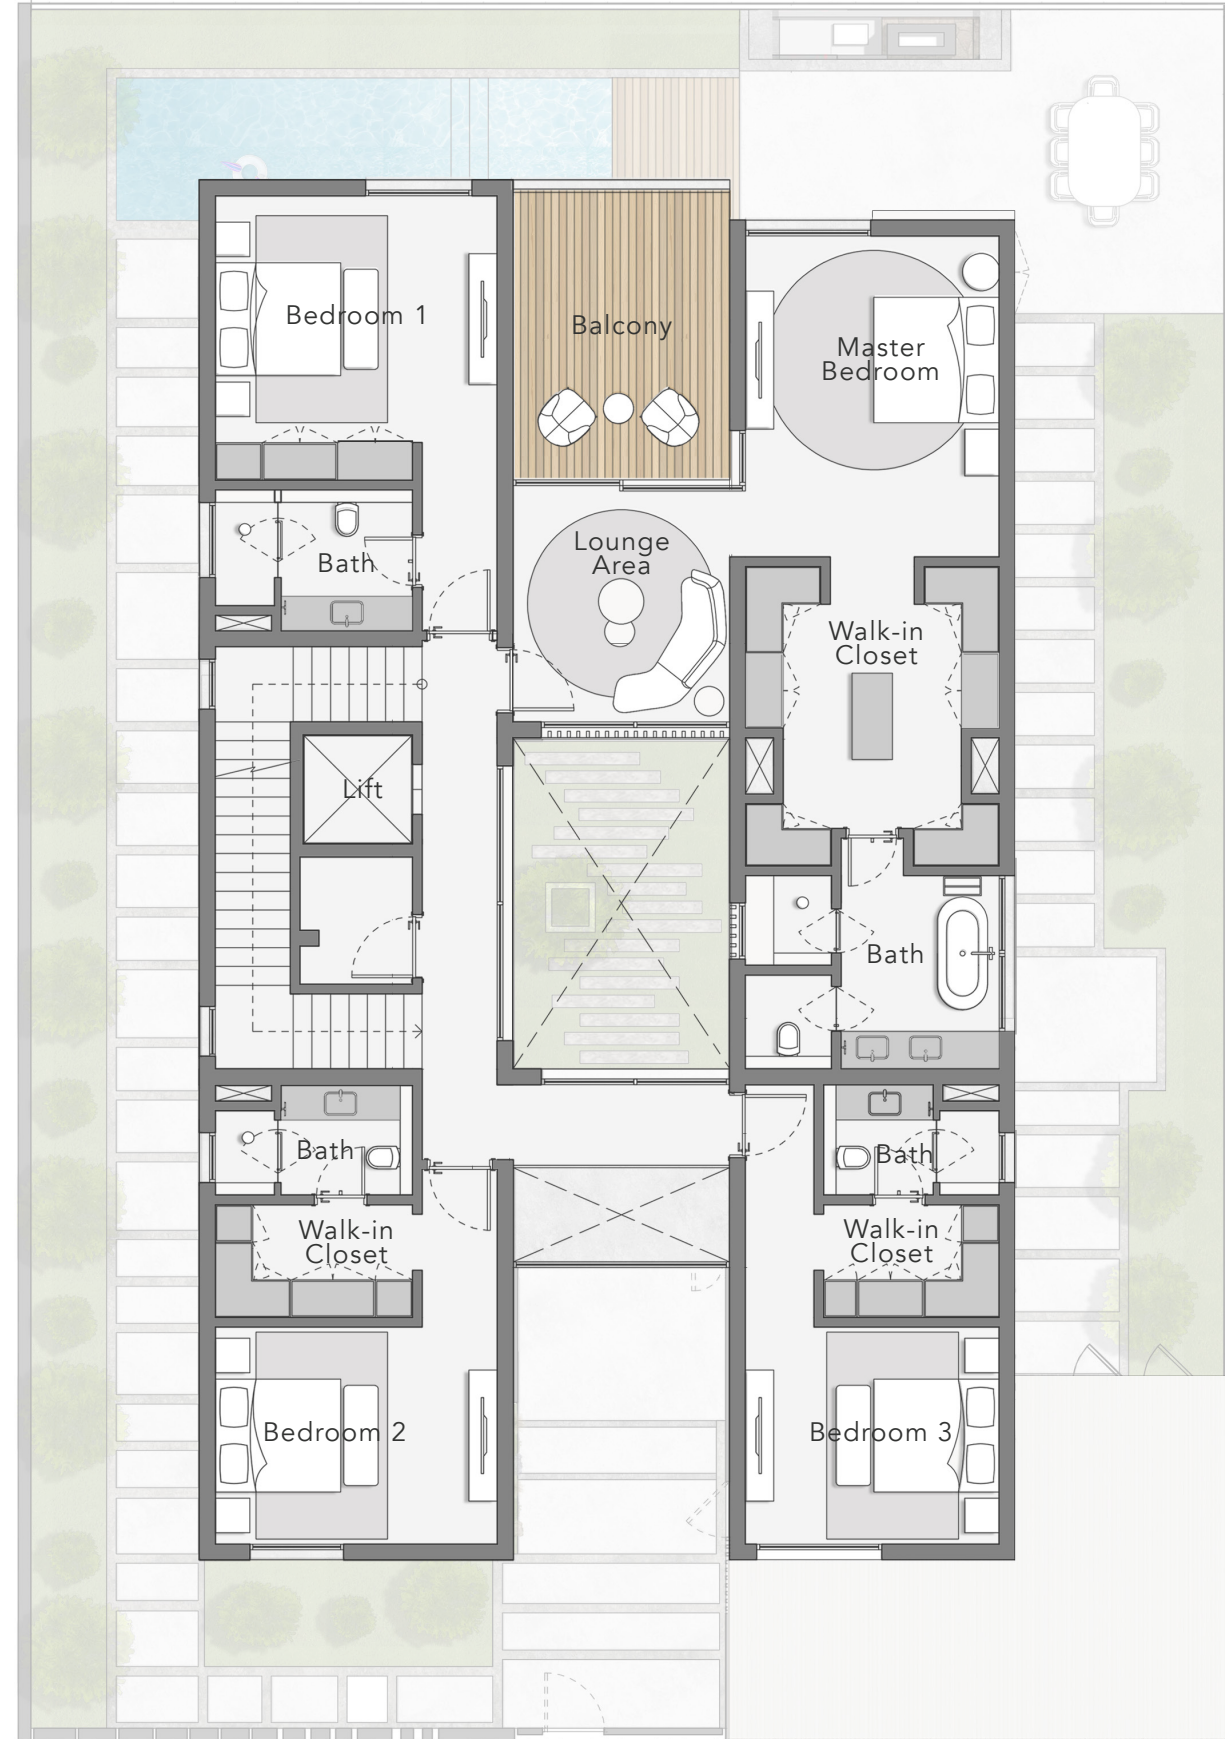 Bedroom 1
Balcony
Master
Bedroom
Lounge
Area
Bath
Walk-in
Closet
Lift
Bath
Bath
Bath
Walk-in
Closet
Walk-in
Closet
Bedroom 2
Bedroom 3